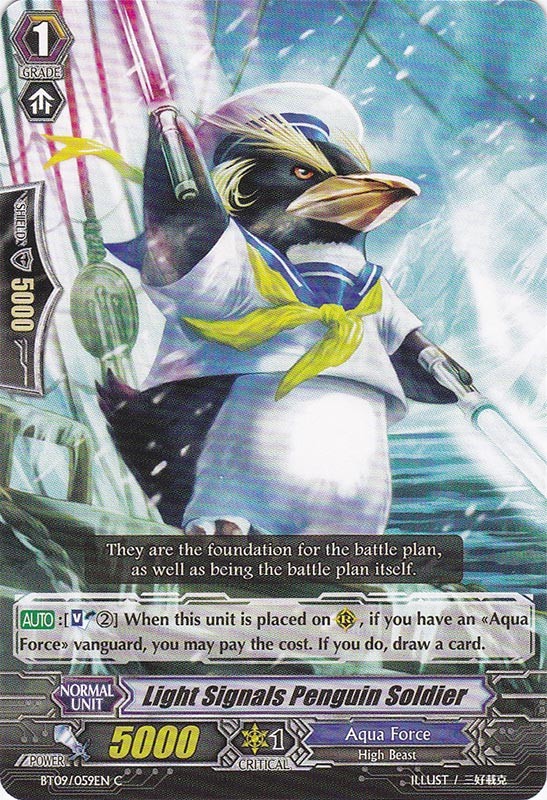 1
GRADE
SHIELD
5000
They are the foundation for the battle plan,
as well as being the battle plan itself.
AUTO :[V ②] When this unit is placed on R , if you have an «Aqua
Force» vanguard, you may pay the cost. If you do, draw a card.
NORMAL
UNIT
Light Signals Penguin Soldier
POWER
5000
1
CRITICAL
Aqua Force
High Beast
BT09/059EN C
ILLUST / 三好載克